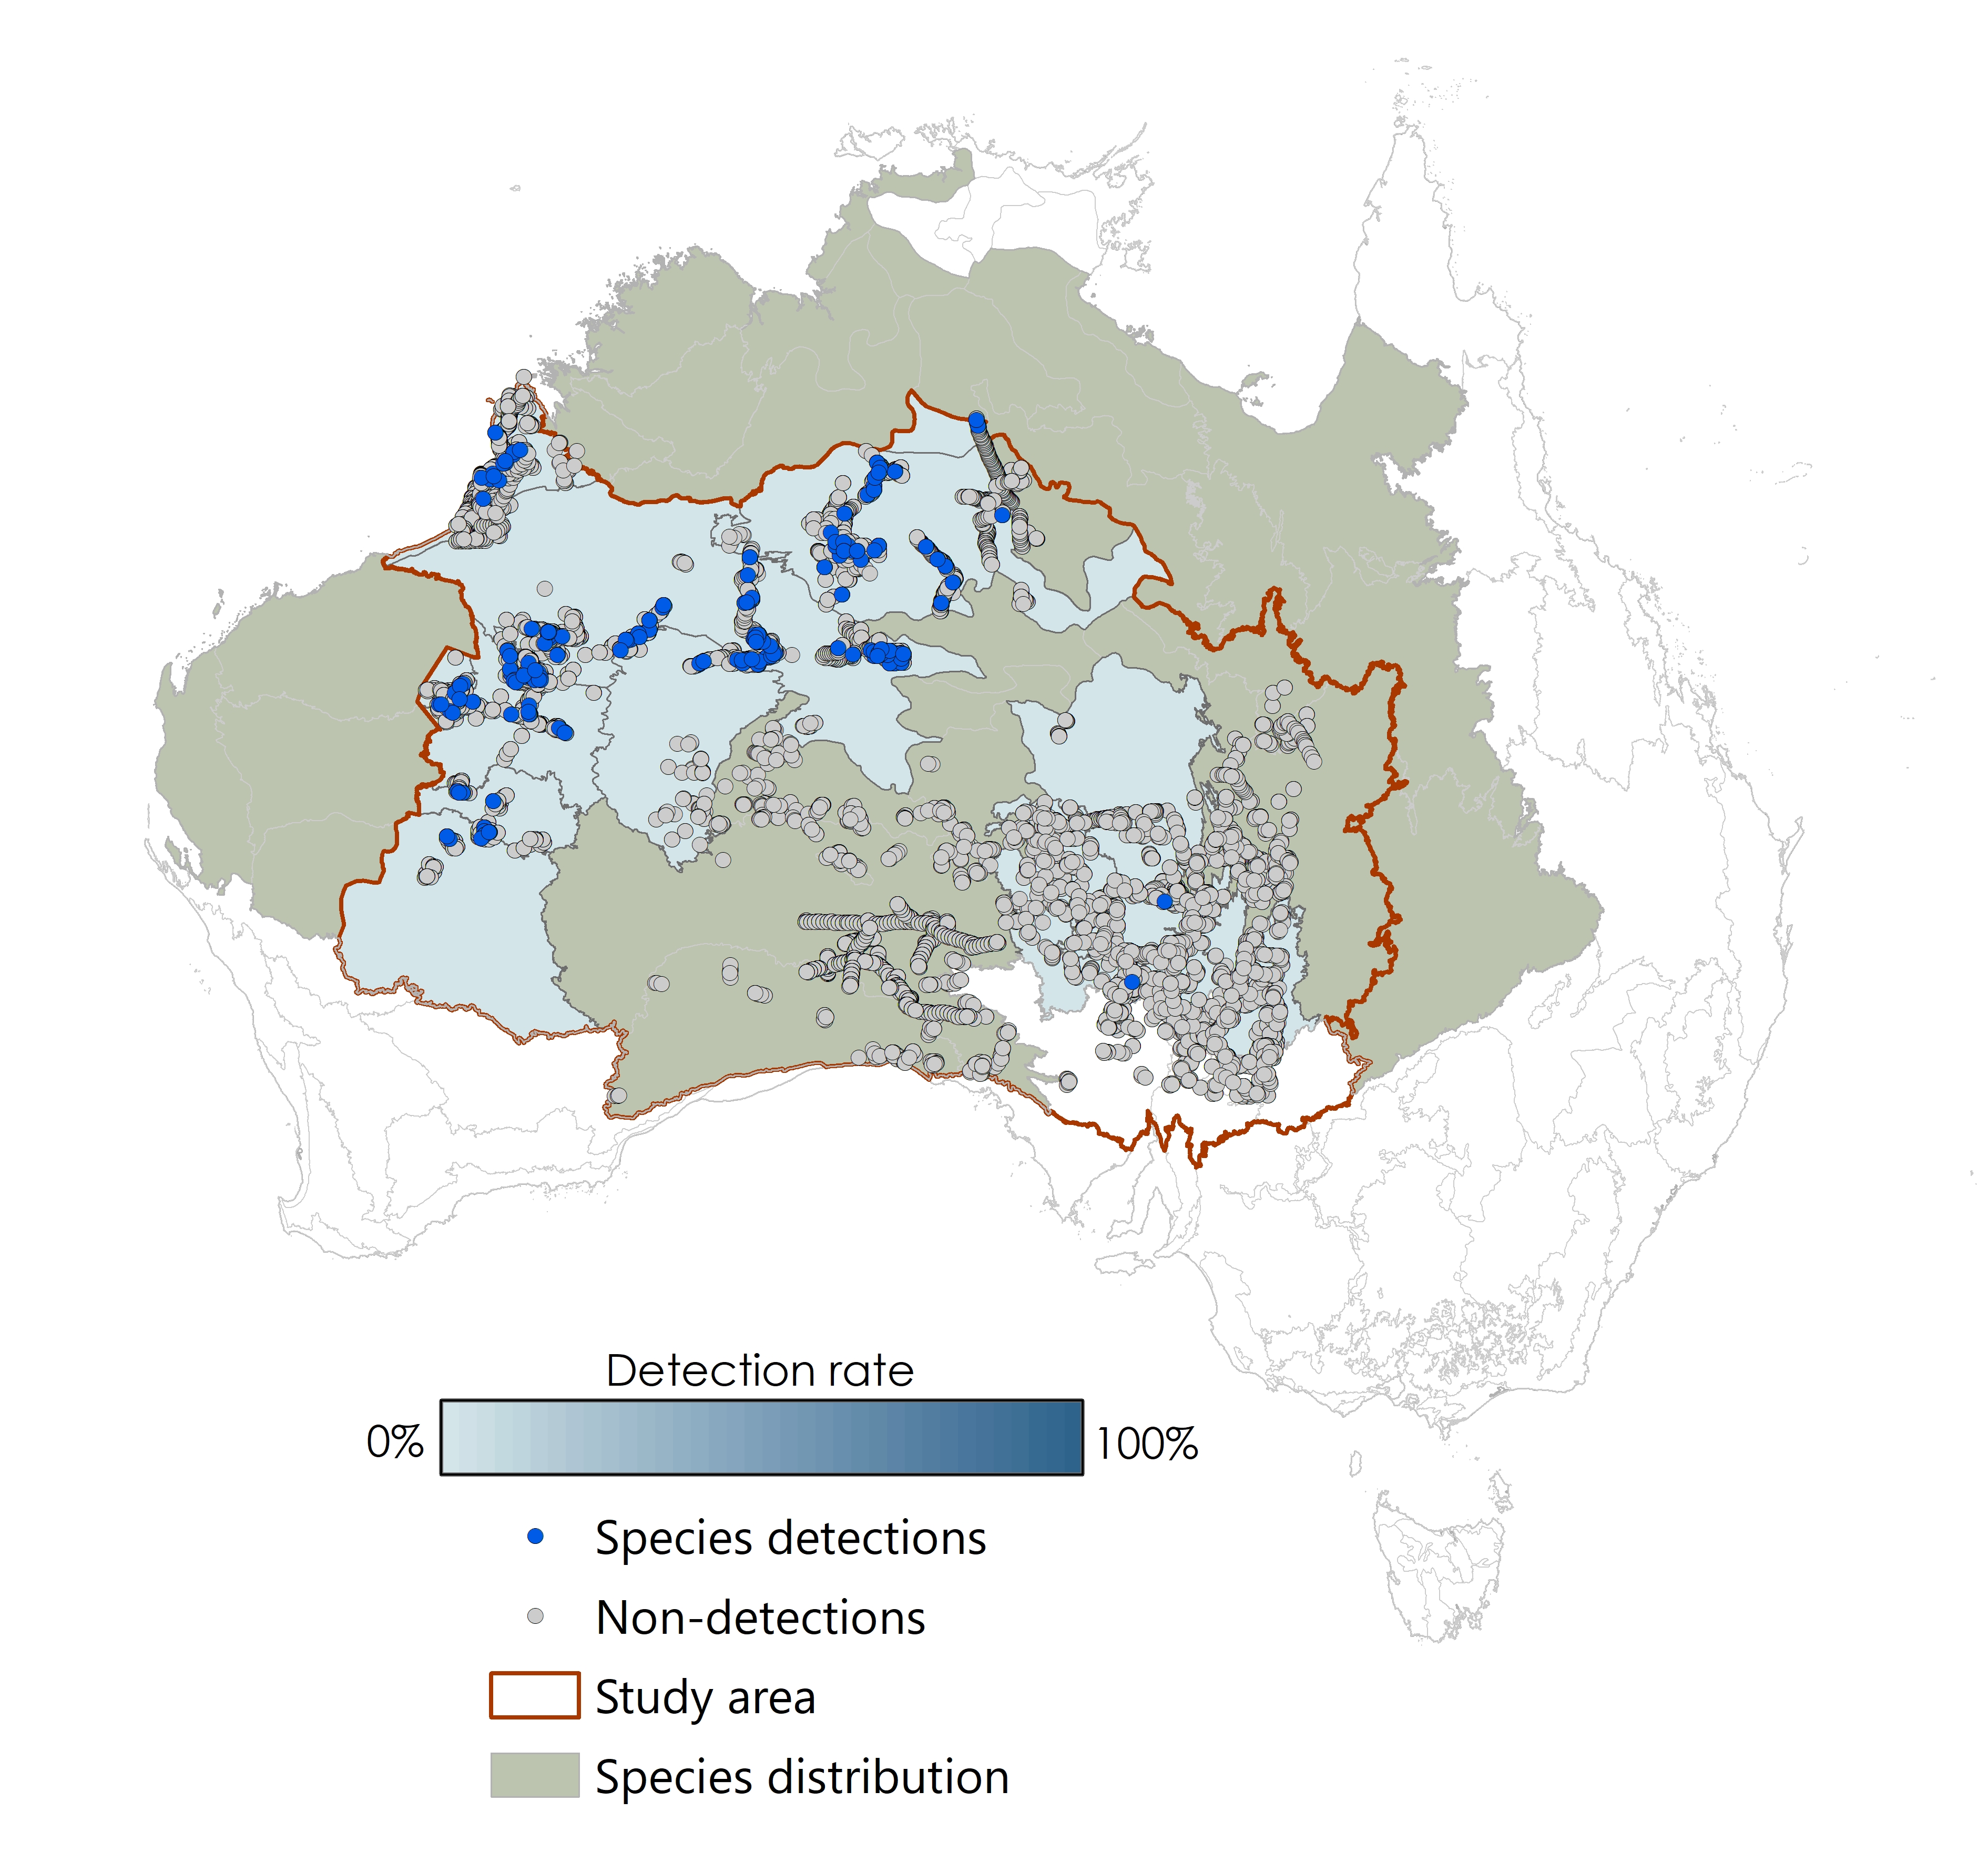 Detection rate
0%
100%
Species detections
Non-detections
Study area
Species distribution